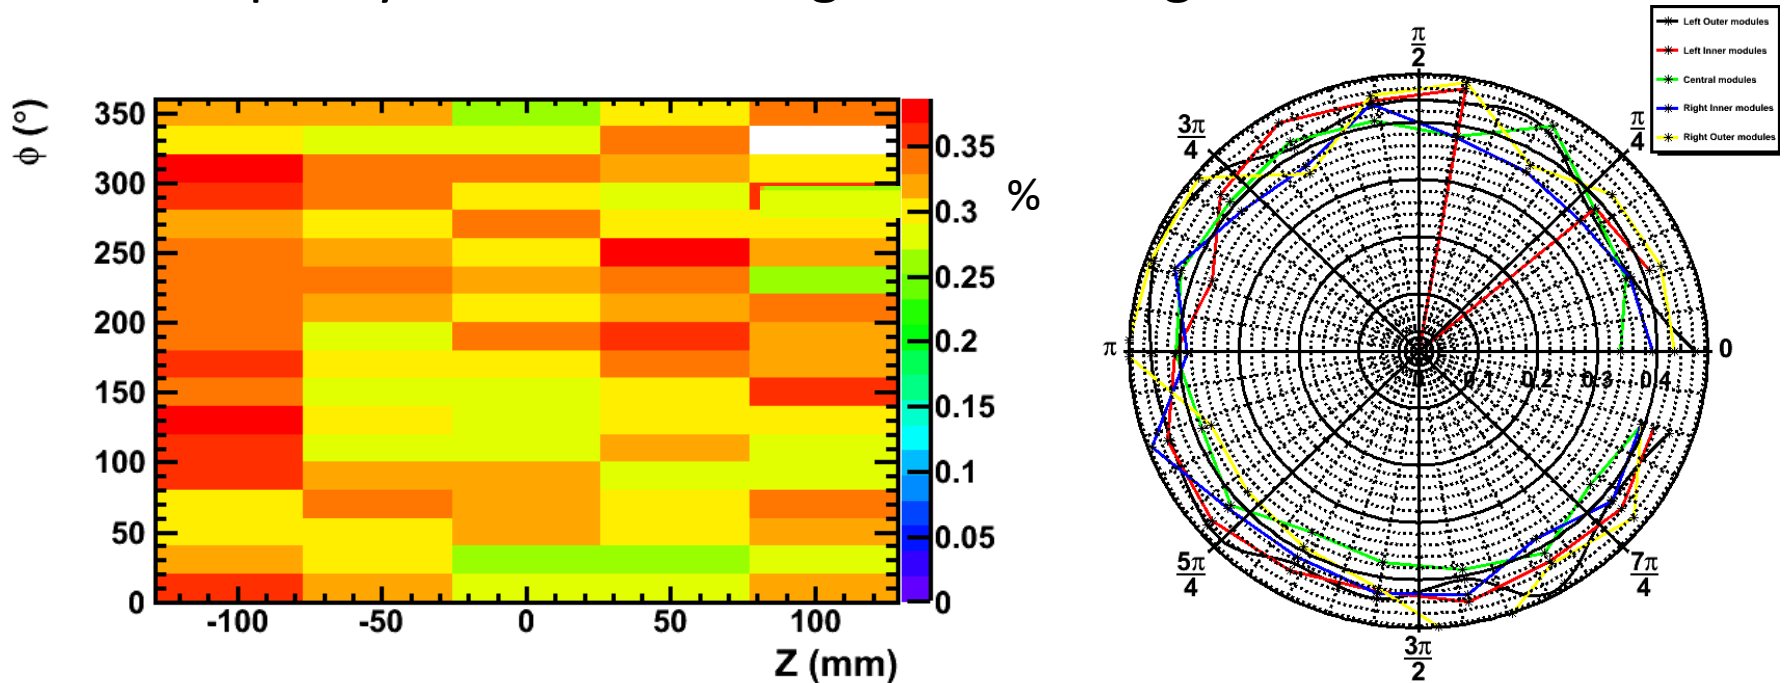 ϕ (°)
350
300
250
200
150
100
50
0
-100 -50 0 50 100
Z (mm)
0.35
0.3
0.25
0.2
0.15
0.1
0.05
0
%
π/2
3π/4
π/4
π
0
0 0.1 0.2 0.3 0.4
5π/4
7π/4
3π/2
Left Outer modules
Left Inner modules
Central modules
Right Inner modules
Right Outer modules